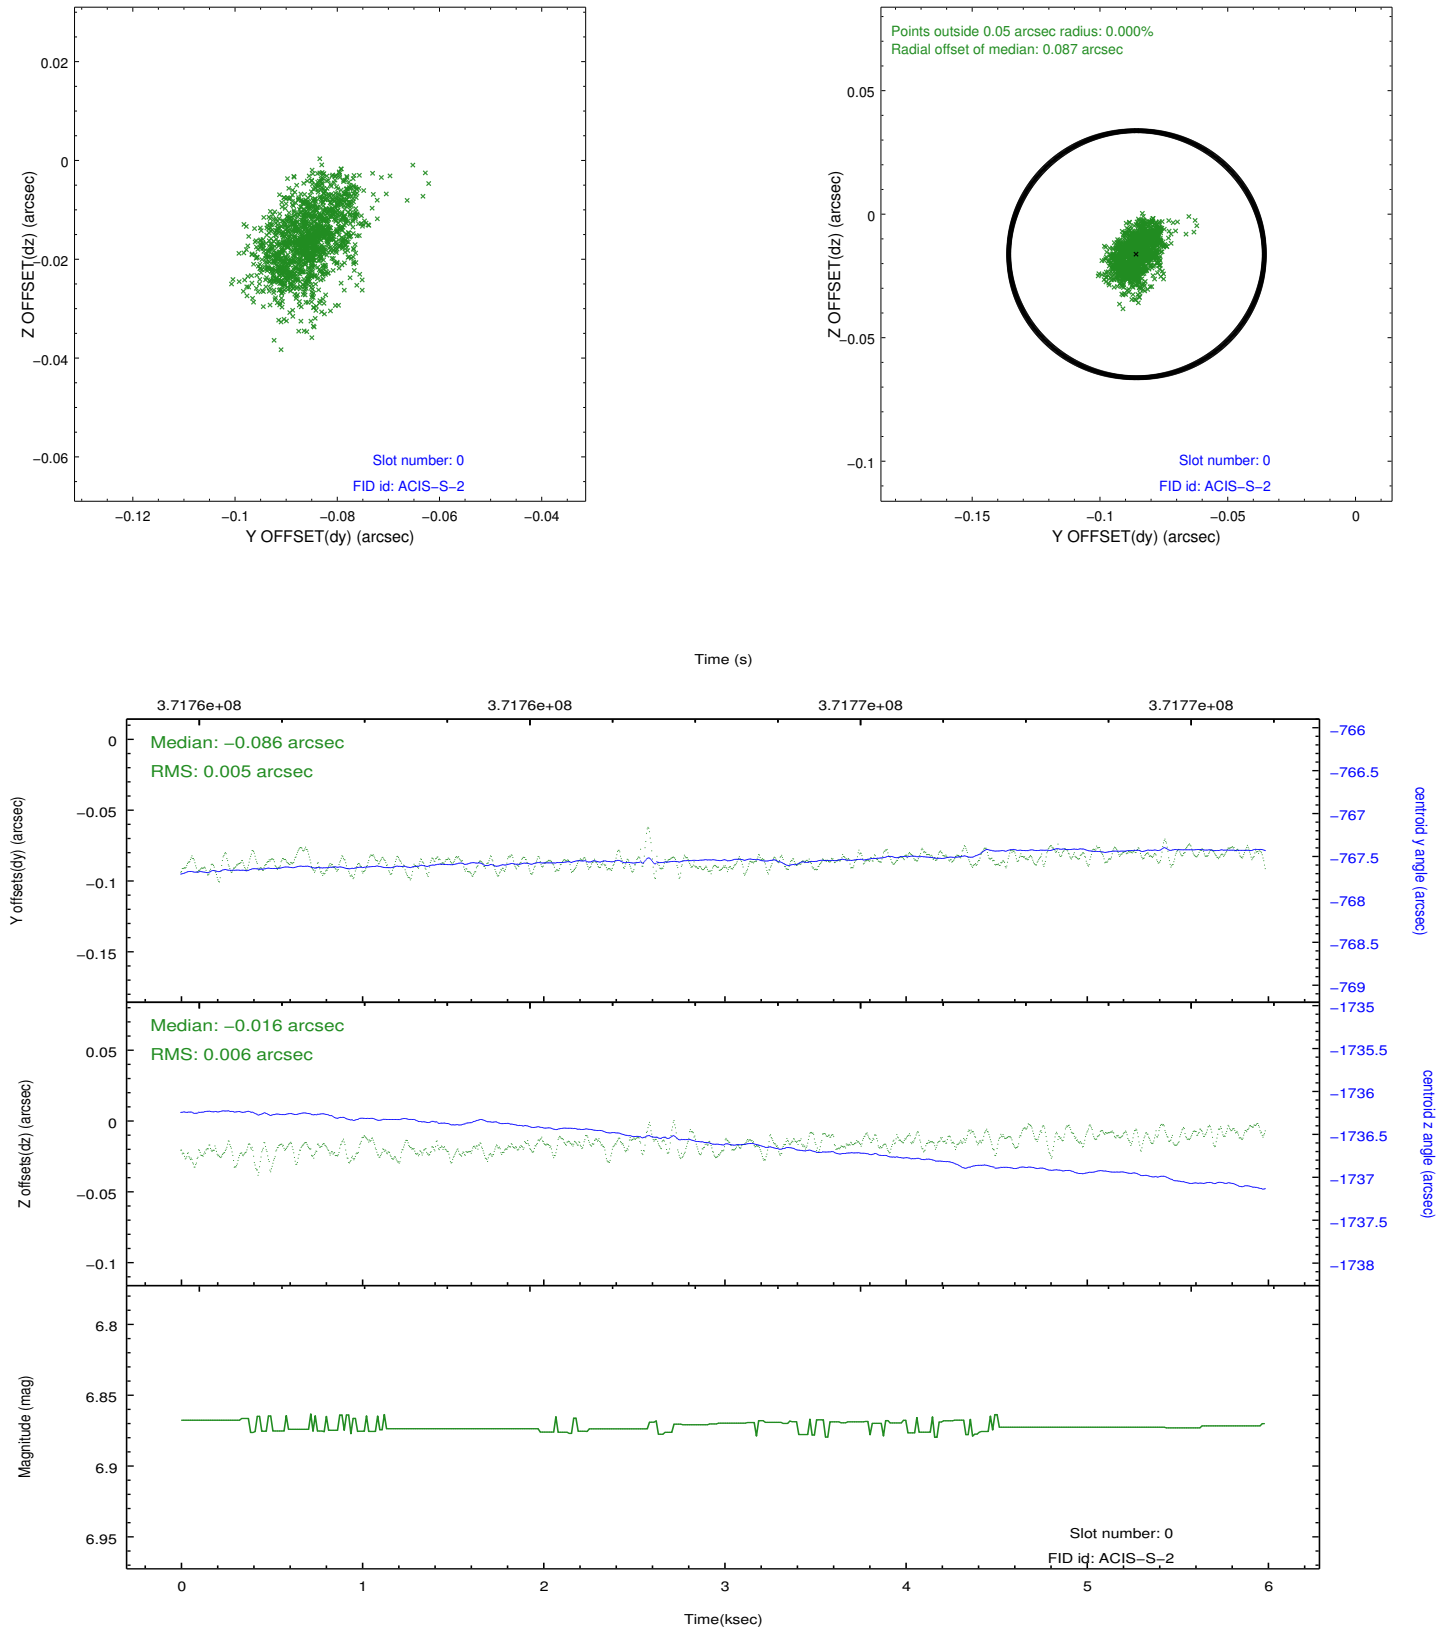 0.02
0
−0.02
−0.04
−0.06
Z OFFSET(dz) (arcsec)
Slot number: 0
FID id: ACIS−S−2
−0.12
−0.1
−0.08
−0.06
−0.04
Y OFFSET(dy) (arcsec)
Points outside 0.05 arcsec radius: 0.000%
Radial offset of median: 0.087 arcsec
0.05
0
−0.05
−0.1
Z OFFSET(dz) (arcsec)
Slot number: 0
FID id: ACIS−S−2
−0.15
−0.1
−0.05
0
Y OFFSET(dy) (arcsec)
Time (s)
3.7176e+08
3.7176e+08
3.7177e+08
3.7177e+08
Median: −0.086 arcsec
RMS: 0.005 arcsec
0
−0.05
−0.1
−0.15
Y offsets(dy) (arcsec)
−766
−766.5
−767
−767.5
−768
−768.5
−769
centroid y angle (arcsec)
Median: −0.016 arcsec
RMS: 0.006 arcsec
0.05
0
−0.05
−0.1
Z offsets(dz) (arcsec)
−1735
−1735.5
−1736
−1736.5
−1737
−1737.5
−1738
centroid z angle (arcsec)
6.8
6.85
6.9
6.95
Magnitude (mag)
Slot number: 0
FID id: ACIS−S−2
0
1
2
3
4
5
6
Time(ksec)